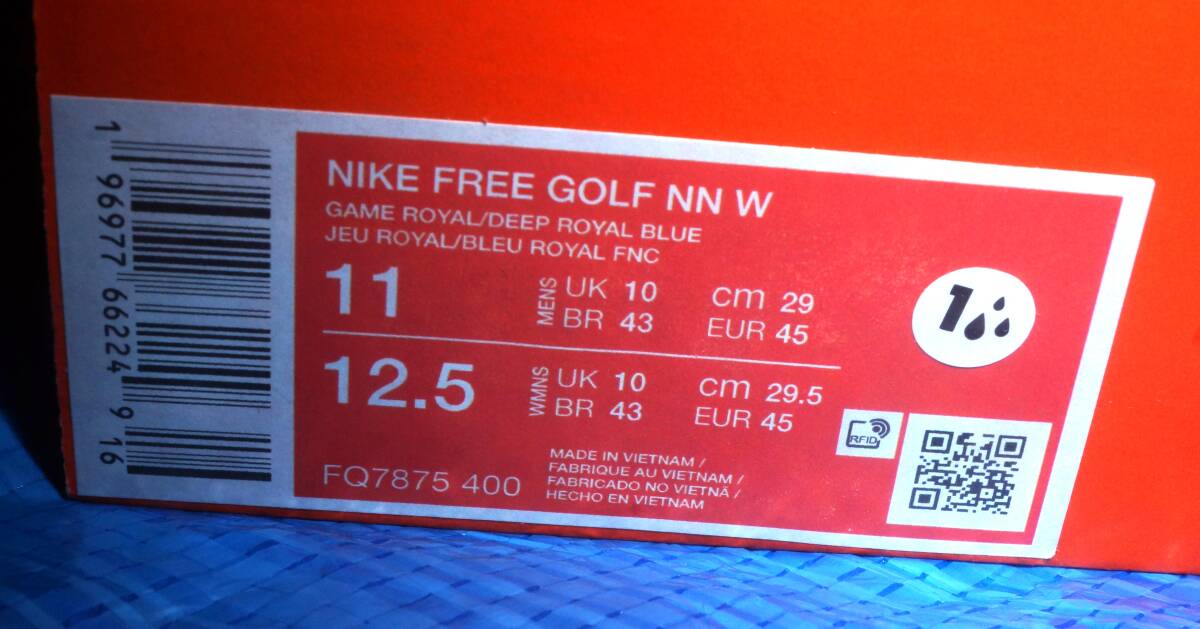 1 96977 66224 9 16
NIKE FREE GOLF NN W
GAME ROYAL/DEEP ROYAL BLUE
JEU ROYAL/BLEU ROYAL FNC
11
MENS
UK 10 cm 29
BR 43 EUR 45
12.5
WMNS
UK 10 cm 29.5
BR 43 EUR 45
1
RFID
FQ7875 400
MADE IN VIETNAM /
FABRIQUE AU VIETNAM /
FABRICADO NO VIETNÃ /
HECHO EN VIETNAM